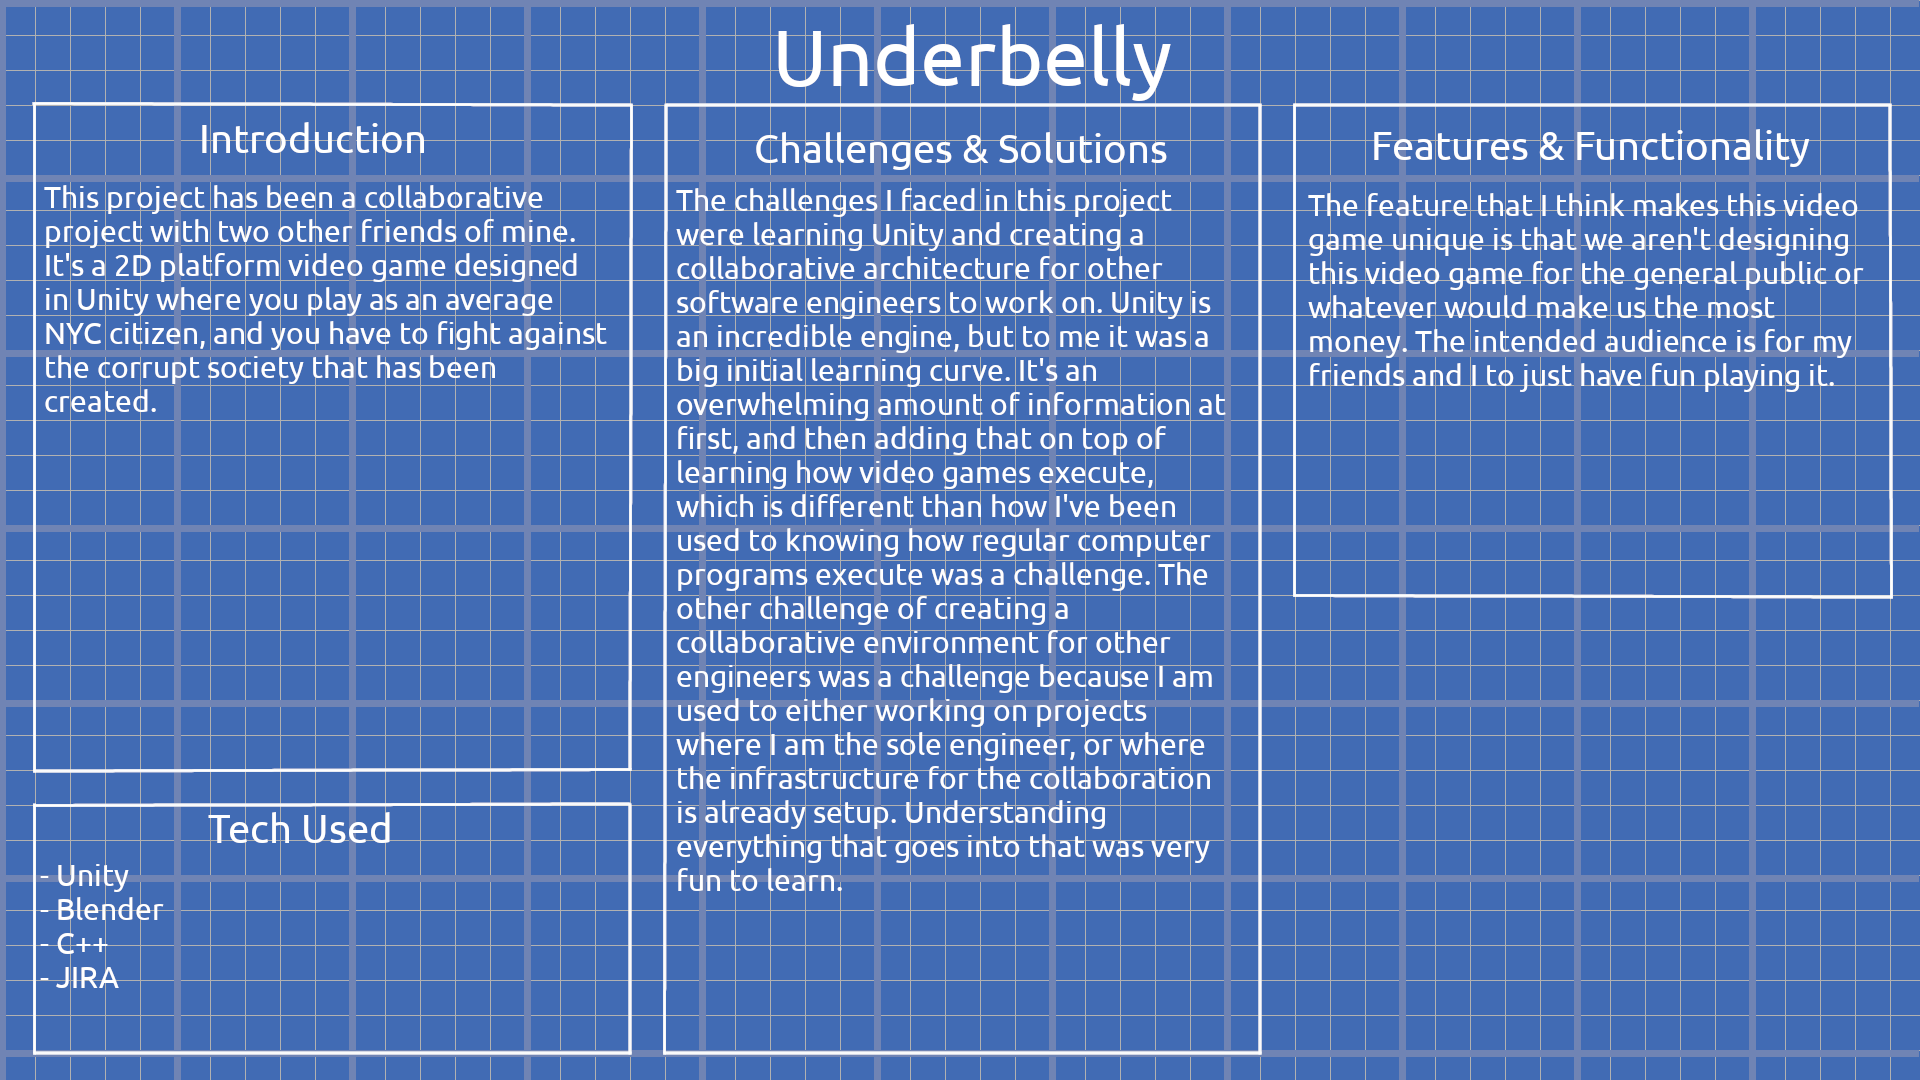 Underbelly
Introduction
This project has been a collaborative
project with two other friends of mine.
It's a 2D platform video game designed
in Unity where you play as an average
NYC citizen, and you have to fight against
the corrupt society that has been
created.
Tech Used
- Unity
- Blender
- C++
- JIRA
Challenges & Solutions
The challenges I faced in this project
were learning Unity and creating a
collaborative architecture for other
software engineers to work on. Unity is
an incredible engine, but to me it was a
big initial learning curve. It's an
overwhelming amount of information at
first, and then adding that on top of
learning how video games execute,
which is different than how I've been
used to knowing how regular computer
programs execute was a challenge. The
other challenge of creating a
collaborative environment for other
engineers was a challenge because I am
used to either working on projects
where I am the sole engineer, or where
the infrastructure for the collaboration
is already setup. Understanding
everything that goes into that was very
fun to learn.
Features & Functionality
The feature that I think makes this video
game unique is that we aren't designing
this video game for the general public or
whatever would make us the most
money. The intended audience is for my
friends and I to just have fun playing it.